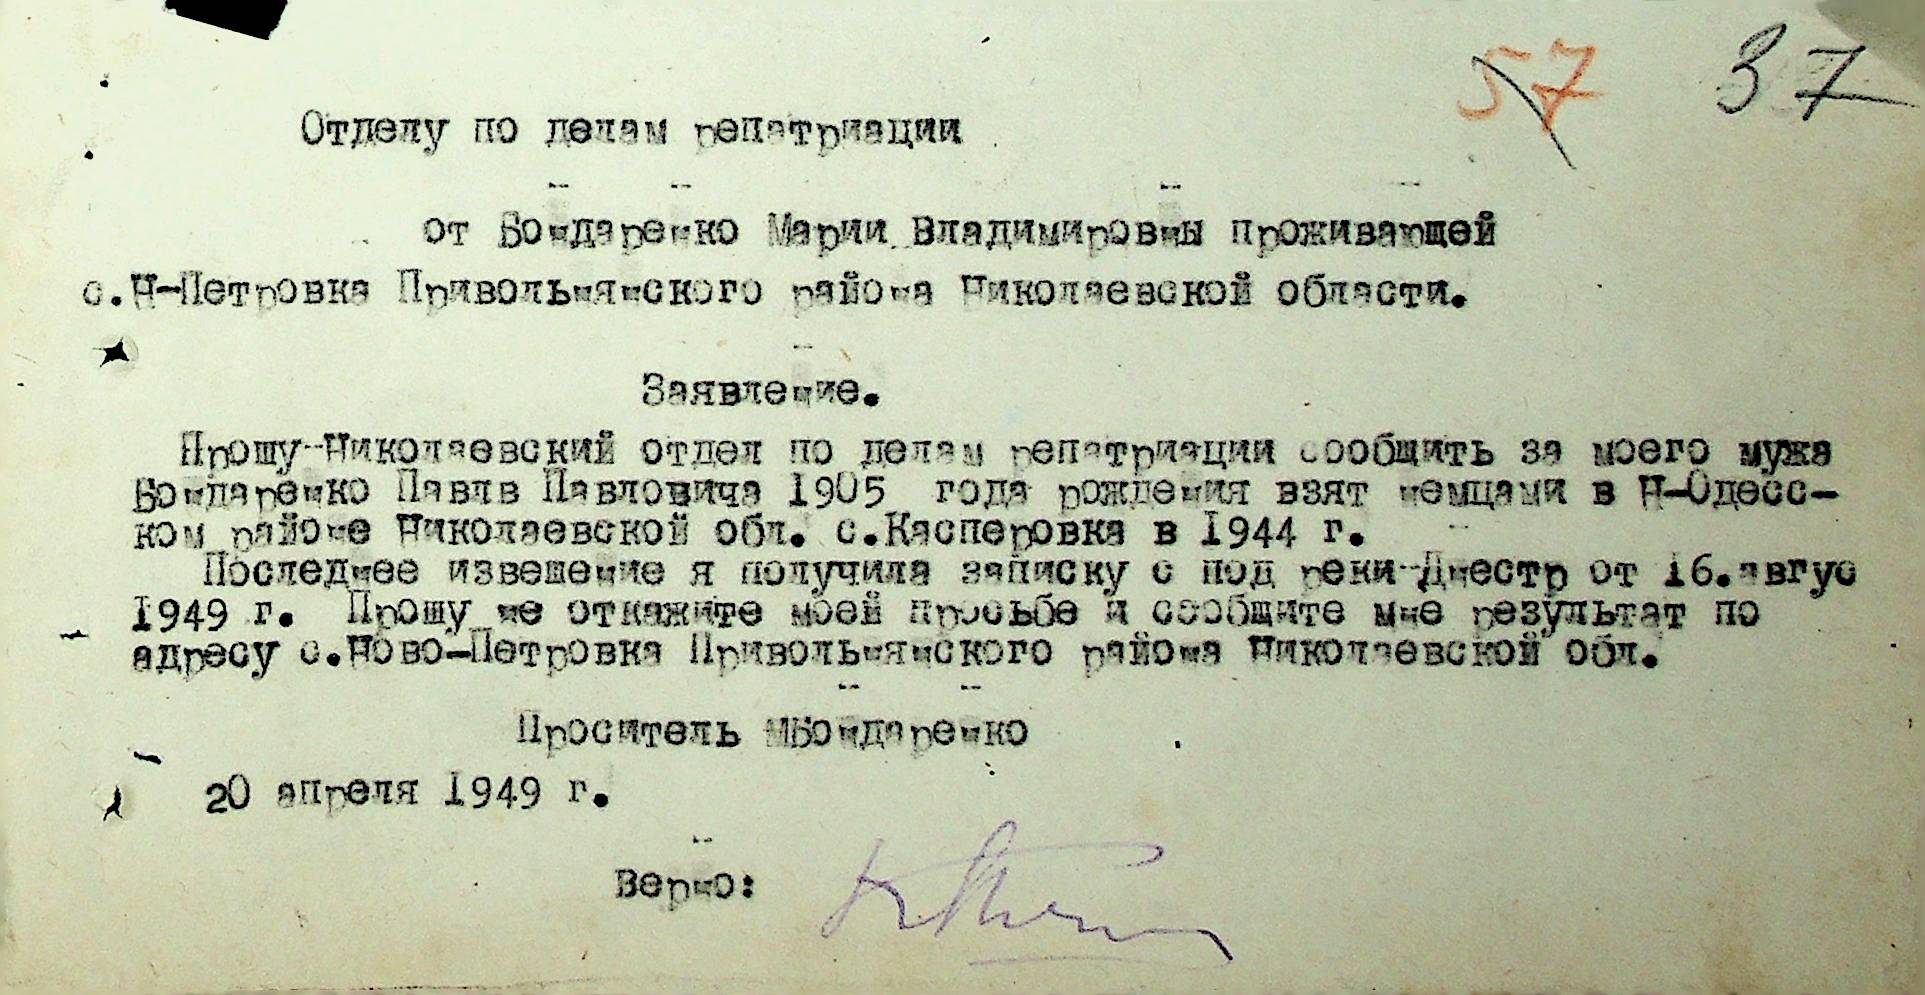 57 37
Отделу по делам репатриации
от Бондаренко Марии Владимировны проживающей
с.Н-Петровка Привольнянского района Николаевской области.
Заявление.
Прошу Николаевский отдел по делам репатриации сообщить за моего мужа
Бондаренко Павлв Павловича 1905 года рождения взят немцами в Н-Одесс-
ком районе Николаевской обл. с.Касперовка в 1944 г.
Последнее извешение я получила записку с под реки Днестр от 16.авгус
1949 г. Прошу не откажите моей просьбе и сообщите мне результат по
адресу с.Ново-Петровка Привольнянского района Николаевской обл.
Проситель МБондаренко
20 апреля 1949 г.
Верно: